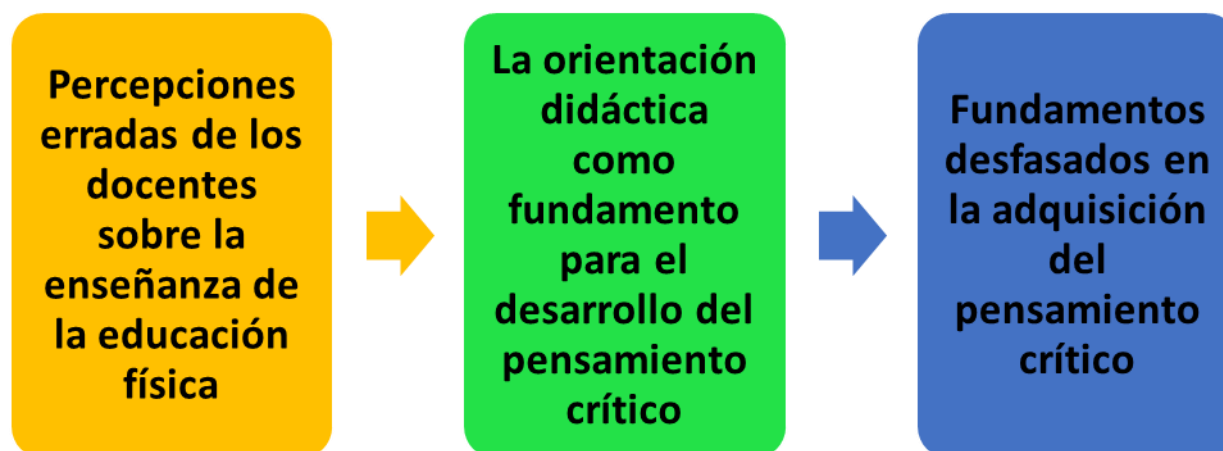 Percepciones
erradas de los
docentes
sobre la
enseñanza de
la educación
física
La orientación
didáctica
como
fundamento
para el
desarrollo del
pensamiento
crítico
Fundamentos
desfasados en
la adquisición
del
pensamiento
crítico